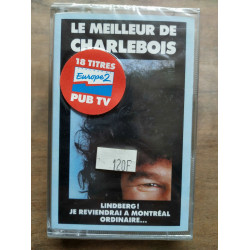 LE MEILLEUR DE
CHARLEBOIS
18 TITRES
Europe 2
PUB TV
120F
LINDBERG!
JE REVIENDRAI A MONTRÉAL
ORDINAIRE...